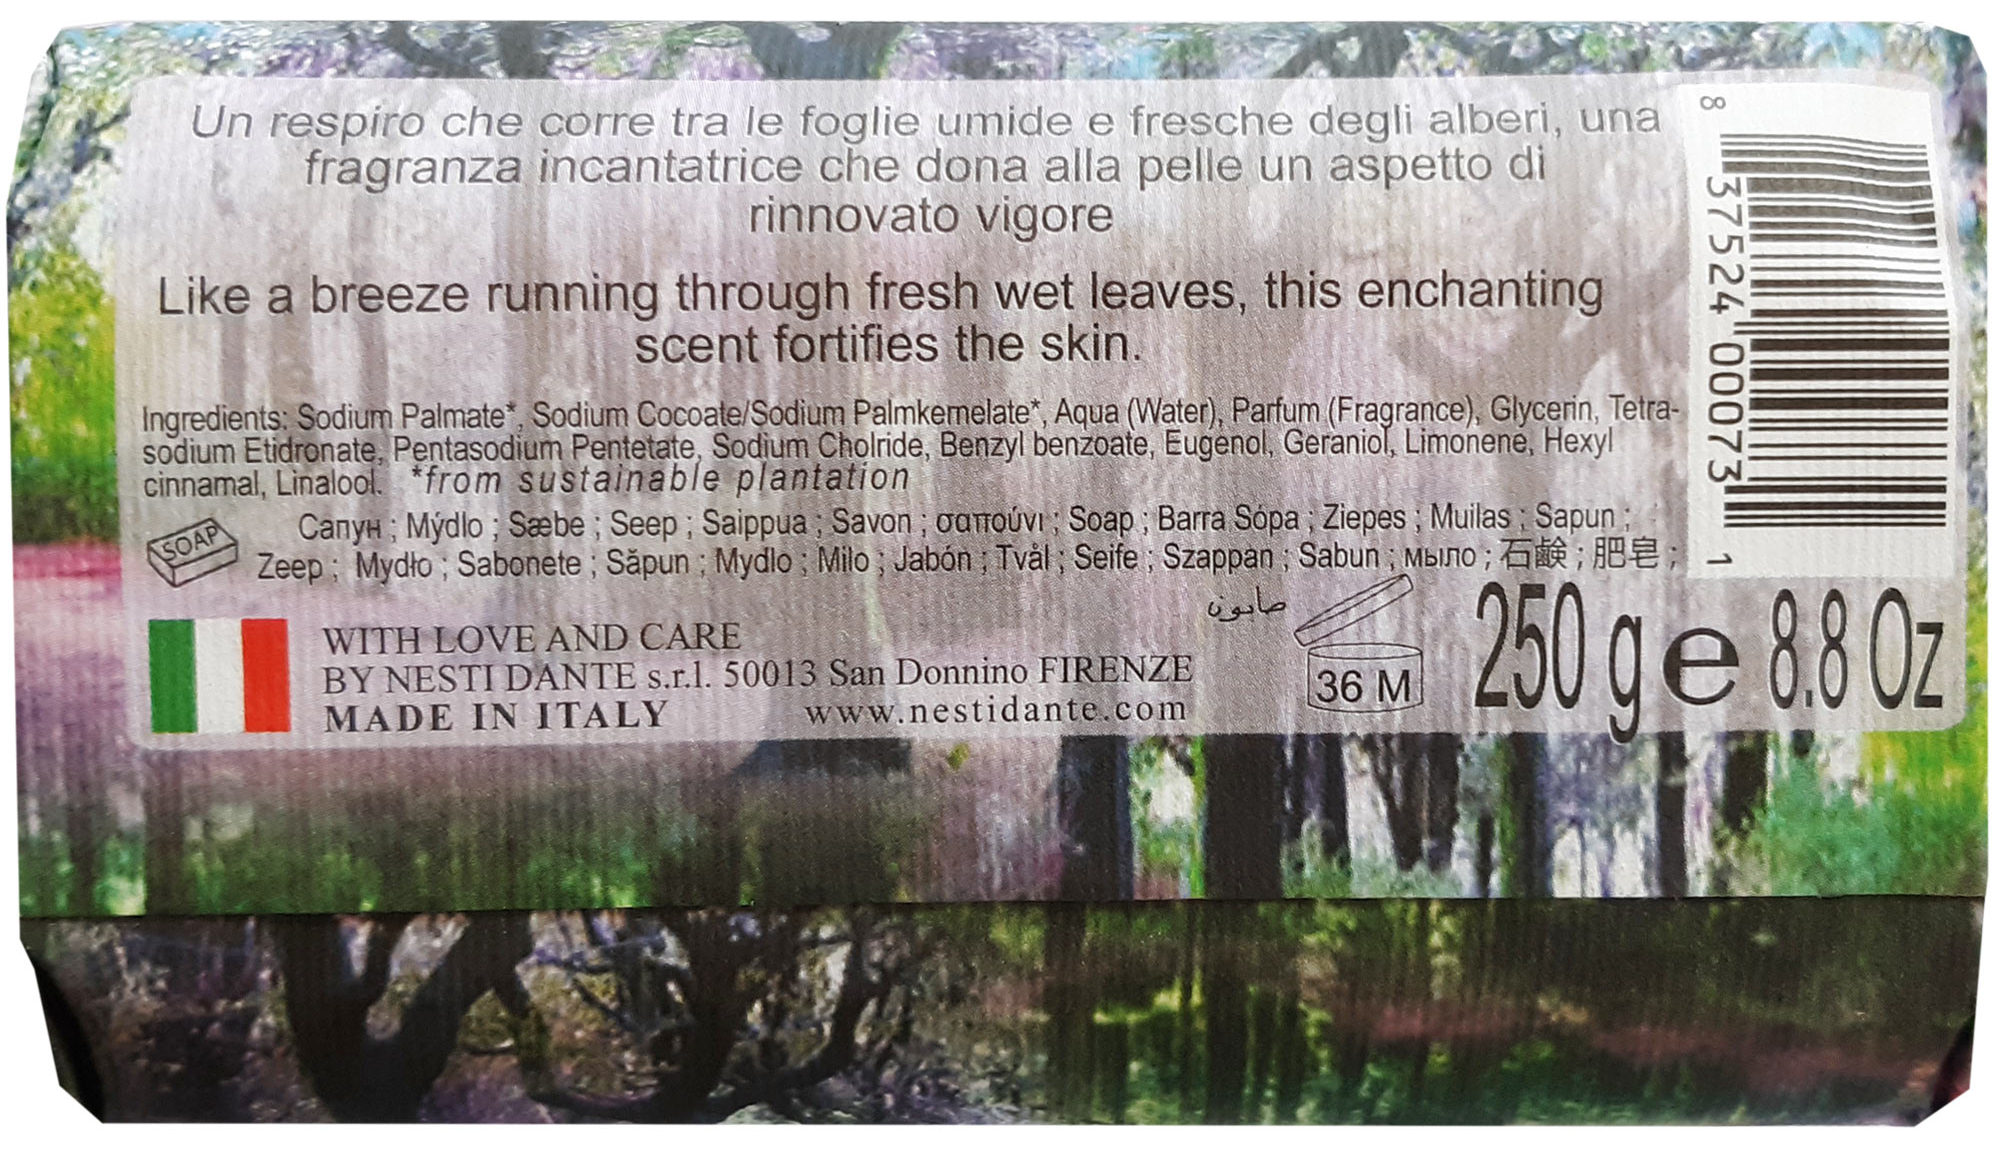 Un respiro che corre tra le foglie umide e fresche degli alberi, una
fragranza incantatrice che dona alla pelle un aspetto di
rinnovato vigore
Like a breeze running through fresh wet leaves, this enchanting
scent fortifies the skin.
Ingredients: Sodium Palmate*, Sodium Cocoate/Sodium Palmkernelate*, Aqua (Water), Parfum (Fragrance), Glycerin, Tetra-
sodium Etidronate, Pentasodium Pentetate, Sodium Cholride, Benzyl benzoate, Eugenol, Geraniol, Limonene, Hexyl
cinnamal, Linalool. *from sustainable plantation
SOAP
Сапун ; Mýdlo ; Sæbe ; Seep ; Saippua ; Savon ; σαπούνι ; Soap ; Barra Sópa ; Ziepes ; Muilas ; Sapun ;
Zeep ; Mydło ; Sabonete ; Săpun ; Mydlo ; Milo ; Jabón ; Tvål ; Seife ; Szappan ; Sabun ; мыло ; 石鹸 ; 肥皂 ;
صابون
WITH LOVE AND CARE
BY NESTI DANTE s.r.l. 50013 San Donnino FIRENZE
MADE IN ITALY www.nestidante.com
36 M
250 g e 8.8 Oz
8 37524 000731 1